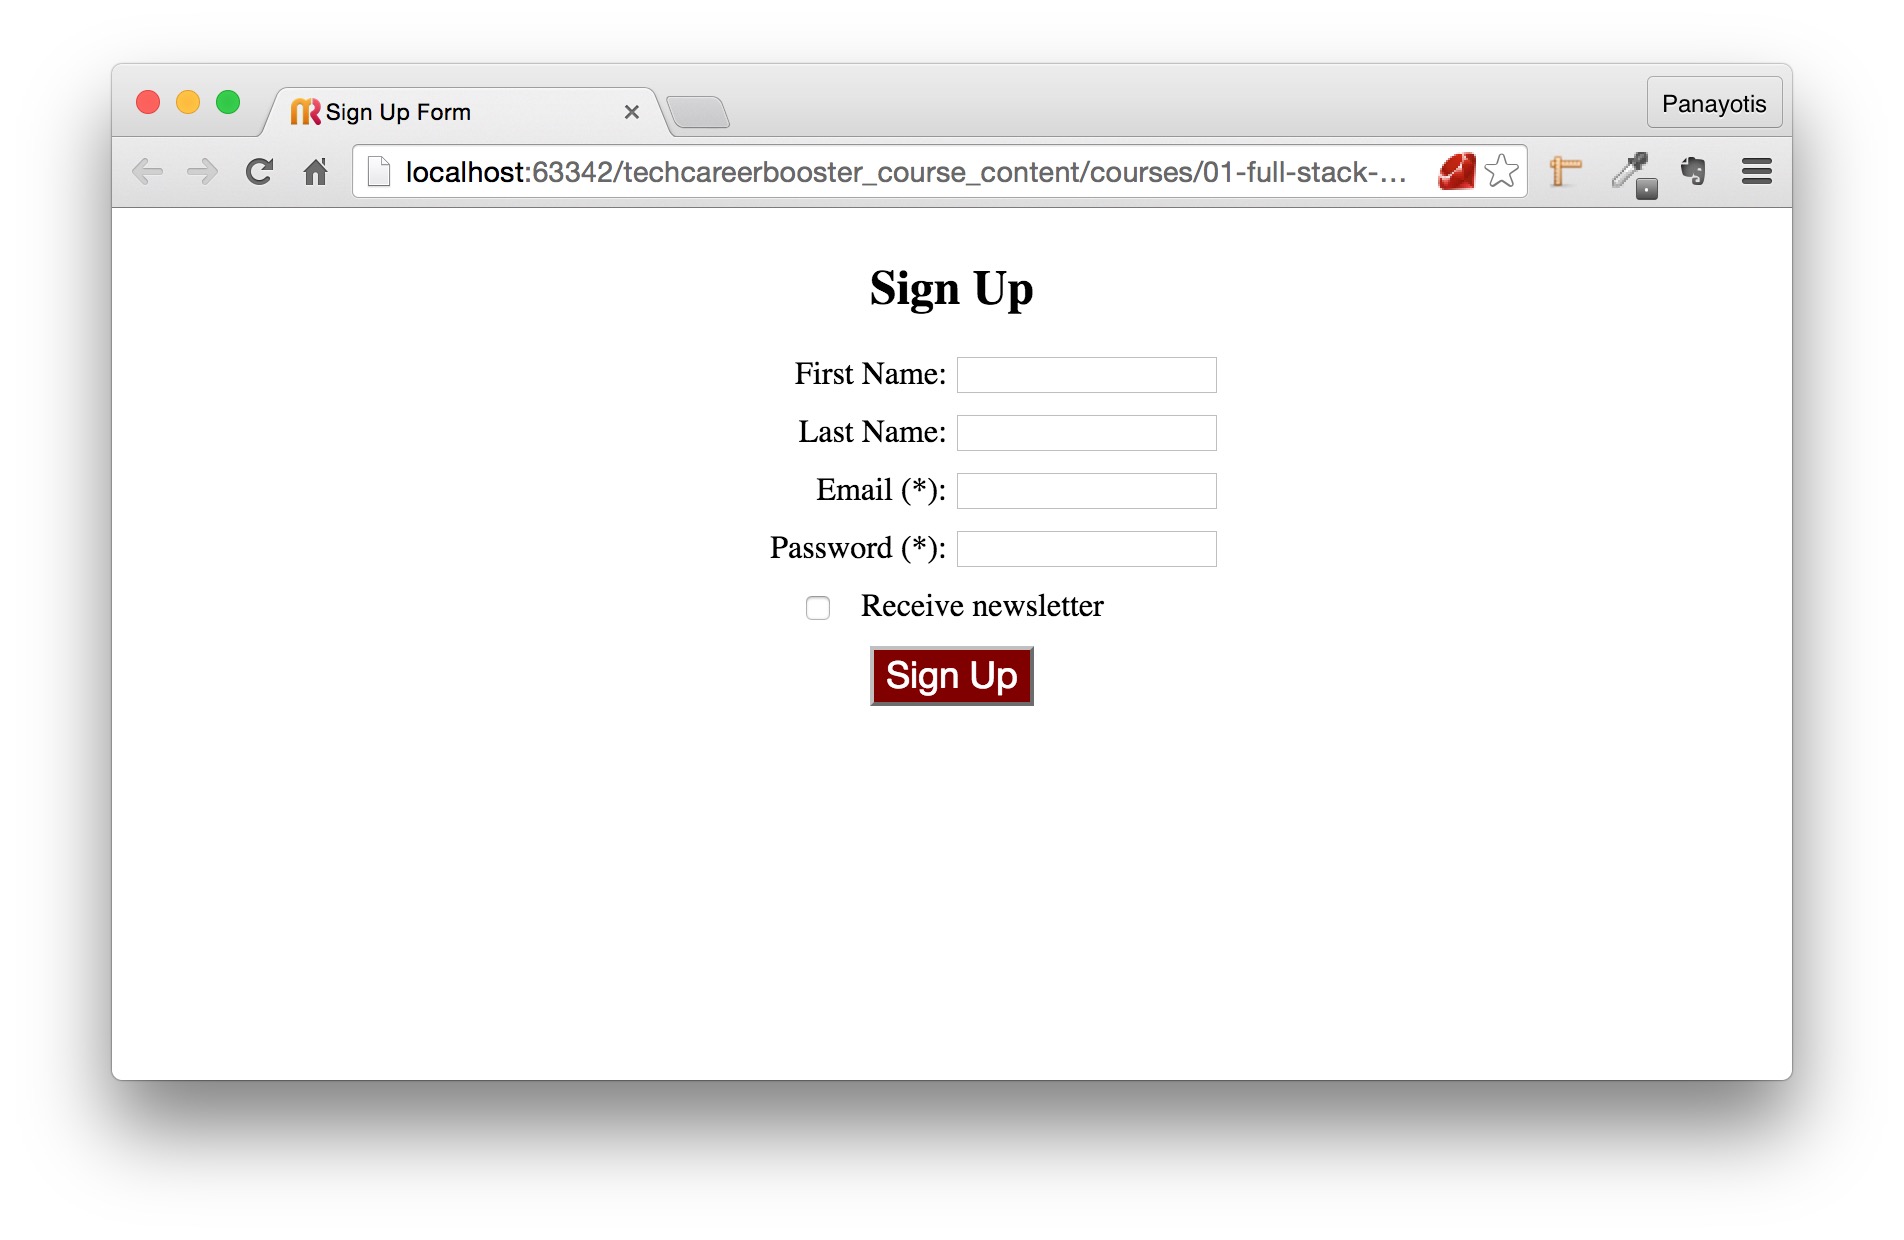 Sign Up Form
Panayotis
localhost:63342/techcareerbooster_course_content/courses/01-full-stack-...
Sign Up
First Name:
Last Name:
Email (*):
Password (*):
Receive newsletter
Sign Up